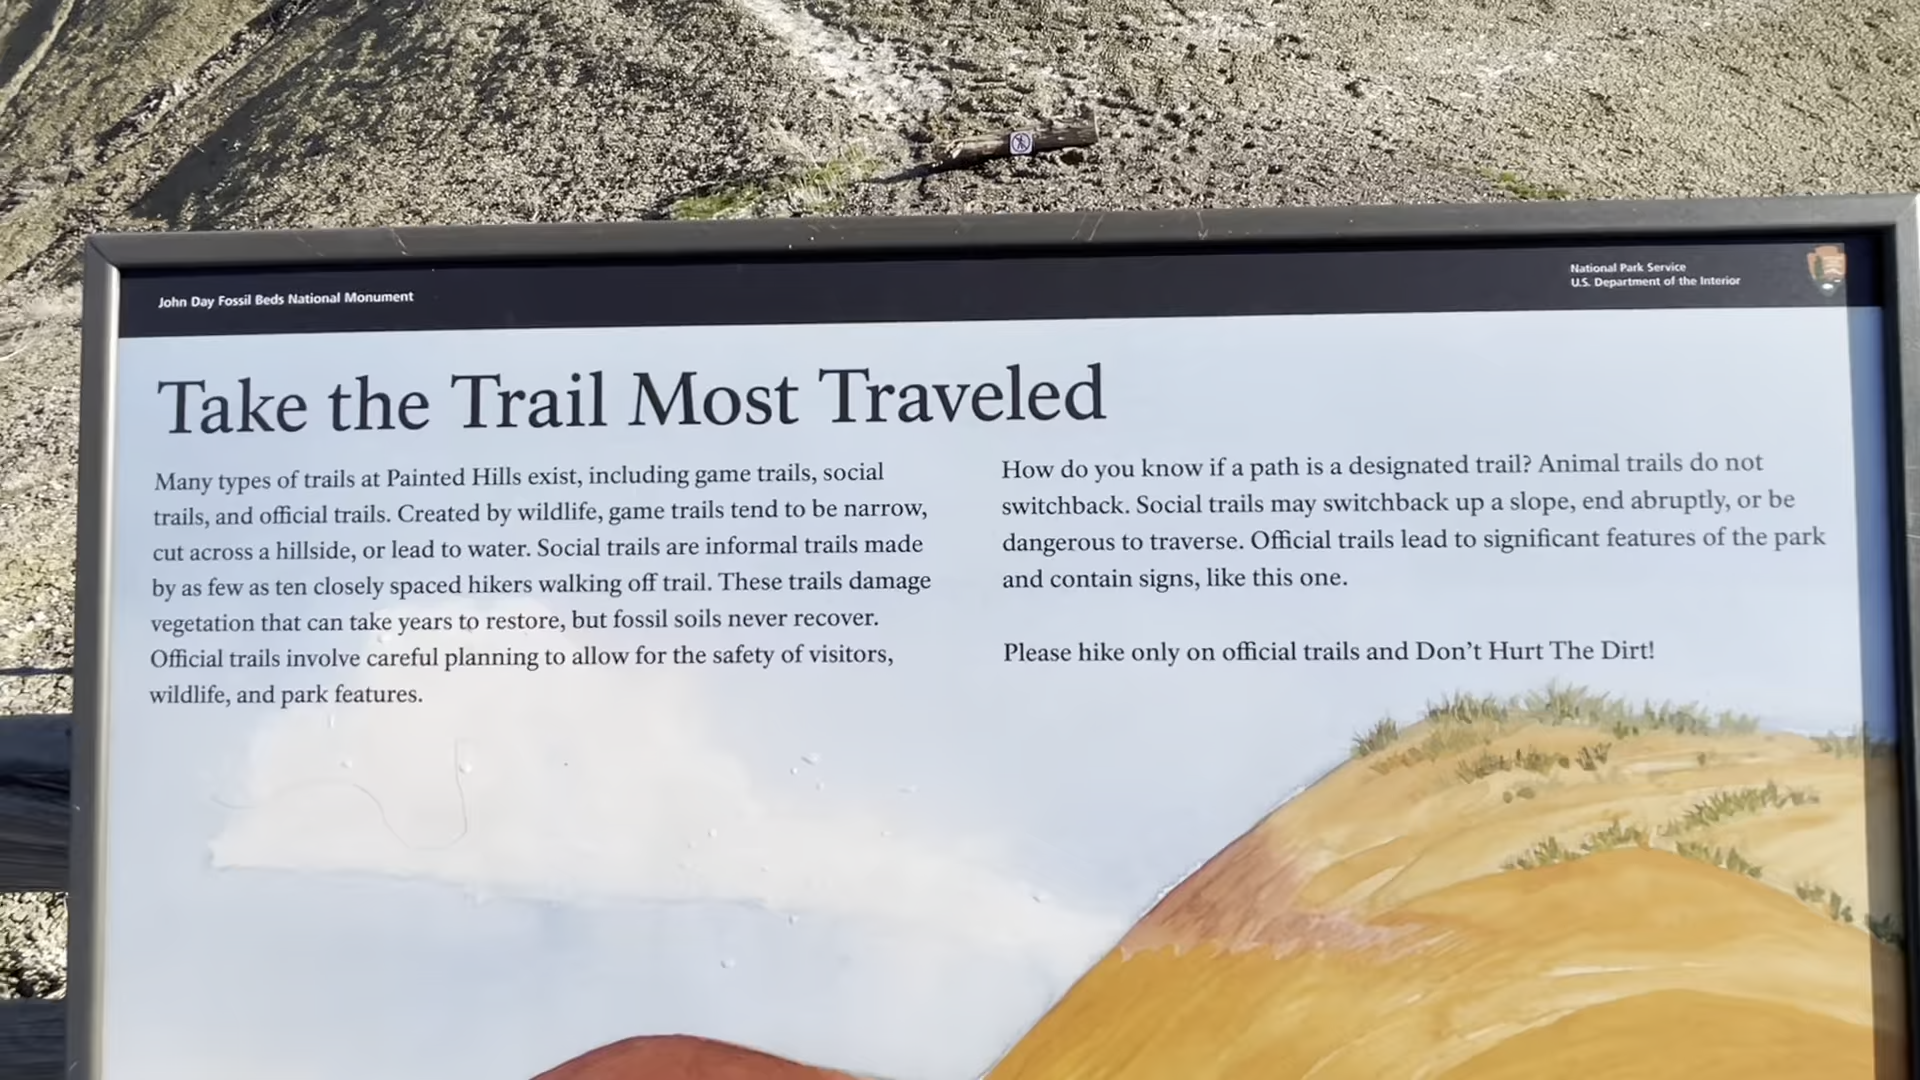 John Day Fossil Beds National Monument
National Park Service
U.S. Department of the Interior
Take the Trail Most Traveled
Many types of trails at Painted Hills exist, including game trails, social
trails, and official trails. Created by wildlife, game trails tend to be narrow,
cut across a hillside, or lead to water. Social trails are informal trails made
by as few as ten closely spaced hikers walking off trail. These trails damage
vegetation that can take years to restore, but fossil soils never recover.
Official trails involve careful planning to allow for the safety of visitors,
wildlife, and park features.
How do you know if a path is a designated trail? Animal trails do not
switchback. Social trails may switchback up a slope, end abruptly, or be
dangerous to traverse. Official trails lead to significant features of the park
and contain signs, like this one.
Please hike only on official trails and Don't Hurt The Dirt!